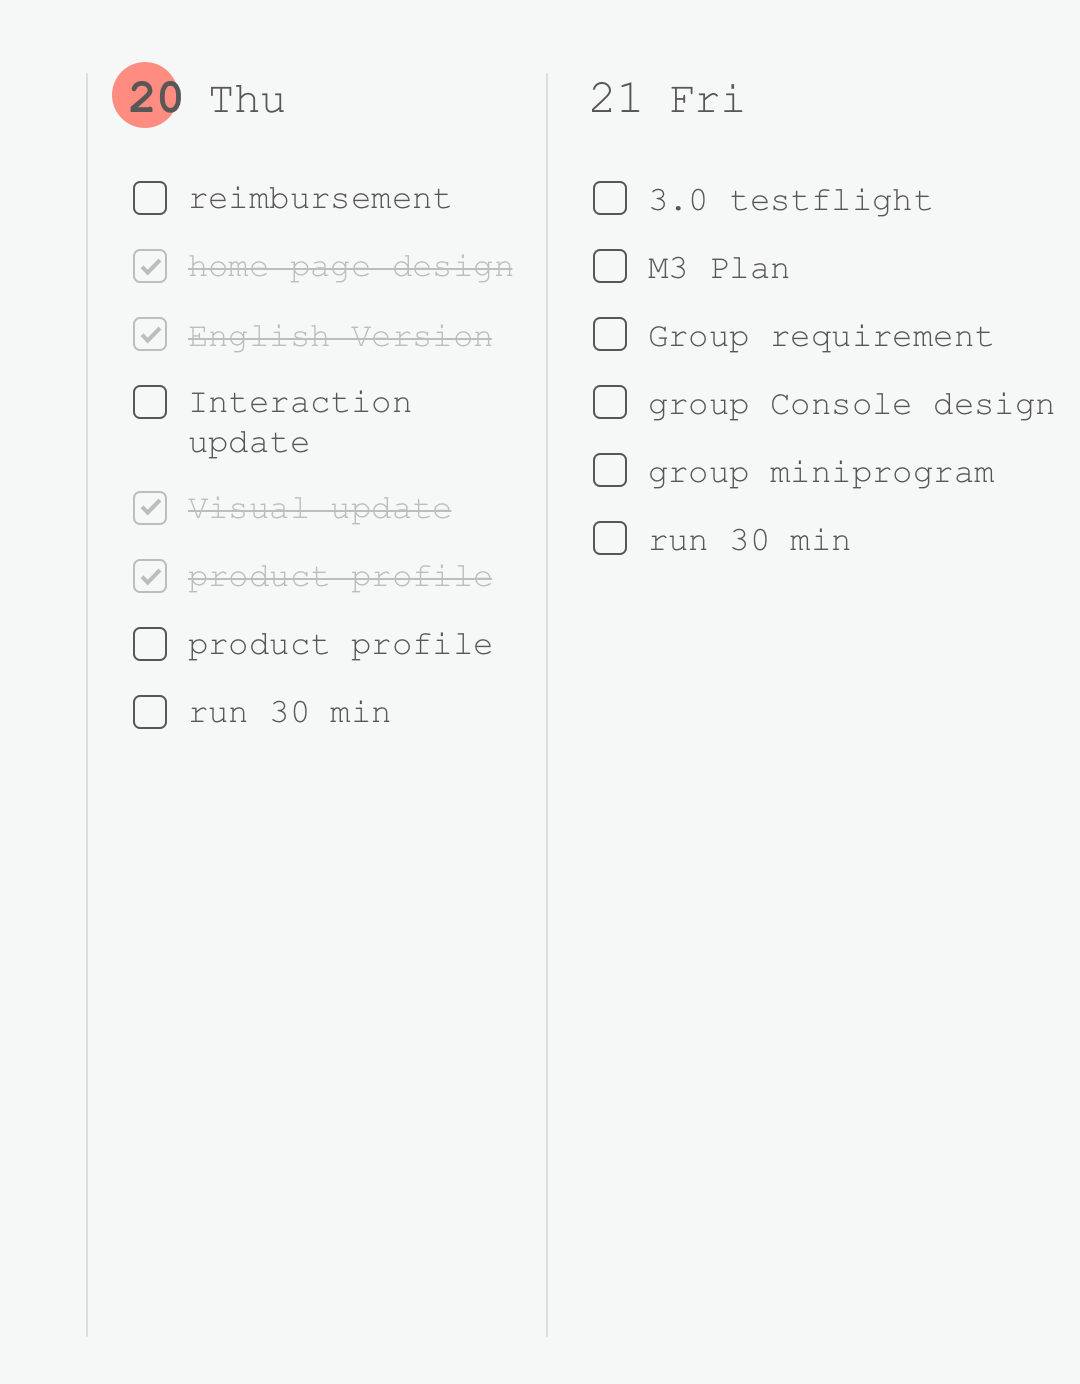 20 Thu
reimbursement
home page design
English Version
Interaction
update
Visual update
product profile
product profile
run 30 min
21 Fri
3.0 testflight
M3 Plan
Group requirement
group Console design
group miniprogram
run 30 min